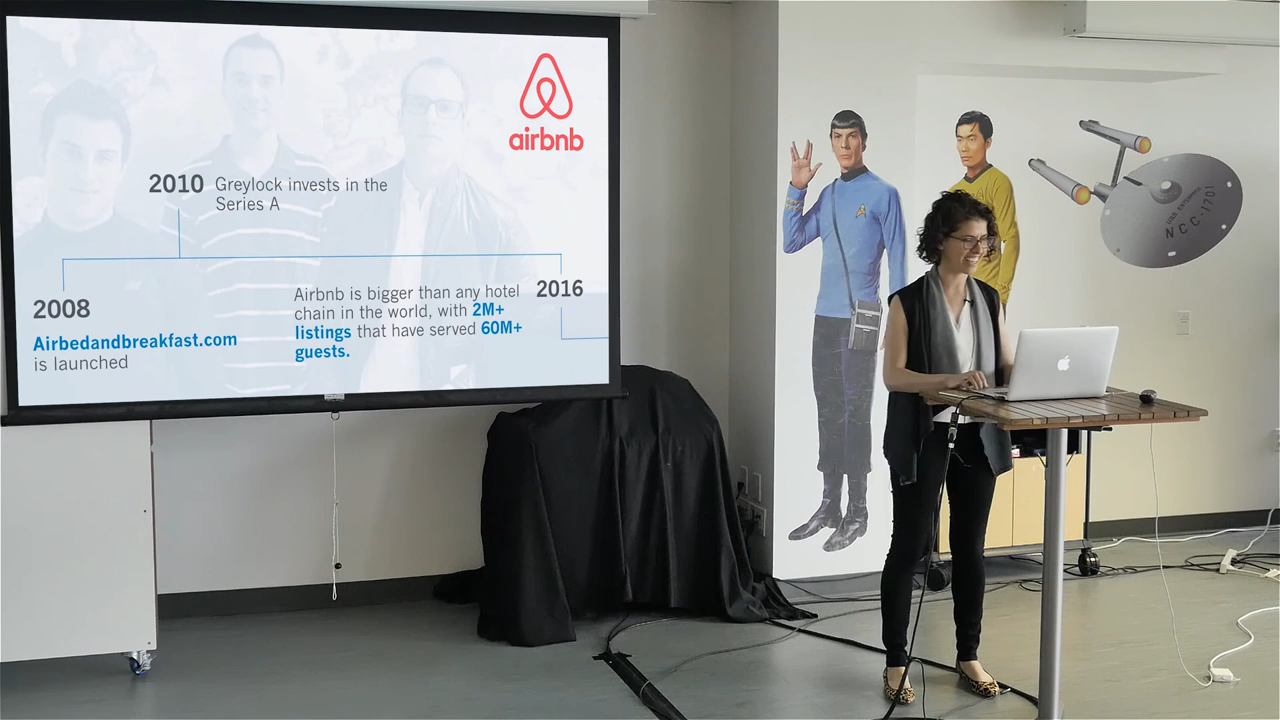 airbnb
2010 Greylock invests in the
Series A
2008
Airbedandbreakfast.com
is launched
Airbnb is bigger than any hotel
chain in the world, with 2M+
listings that have served 60M+
guests.
2016
U.S.S. ENTERPRISE
NCC-1701